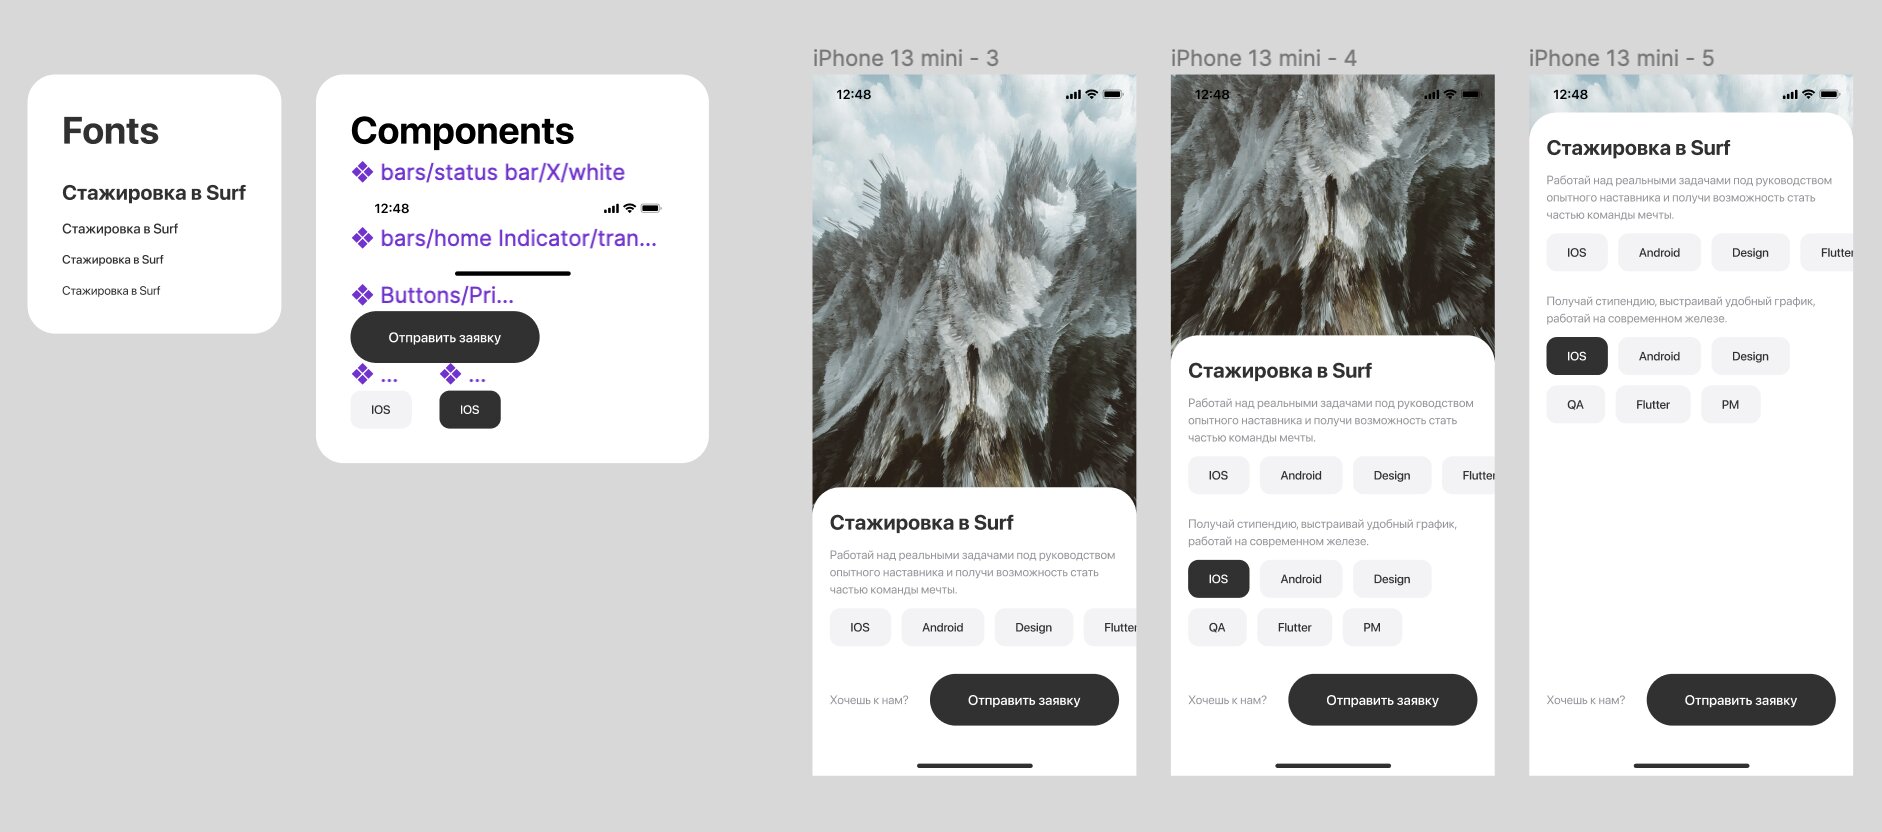 Fonts
Стажировка в Surf
Стажировка в Surf
Стажировка в Surf
Стажировка в Surf
Components
bars/status bar/X/white
12:48
bars/home Indicator/tran...
Buttons/Pri...
Отправить заявку
...
...
IOS
IOS
iPhone 13 mini - 3
12:48
Стажировка в Surf
Работай над реальными задачами под руководством
опытного наставника и получи возможность стать
частью команды мечты.
IOS
Android
Design
Flutter
Хочешь к нам?
Отправить заявку
iPhone 13 mini - 4
12:48
Стажировка в Surf
Работай над реальными задачами под руководством
опытного наставника и получи возможность стать
частью команды мечты.
IOS
Android
Design
Flutter
Получай стипендию, выстраивай удобный график,
работай на современном железе.
IOS
Android
Design
QA
Flutter
PM
Хочешь к нам?
Отправить заявку
iPhone 13 mini - 5
12:48
Стажировка в Surf
Работай над реальными задачами под руководством
опытного наставника и получи возможность стать
частью команды мечты.
IOS
Android
Design
Flutter
Получай стипендию, выстраивай удобный график,
работай на современном железе.
IOS
Android
Design
QA
Flutter
PM
Хочешь к нам?
Отправить заявку